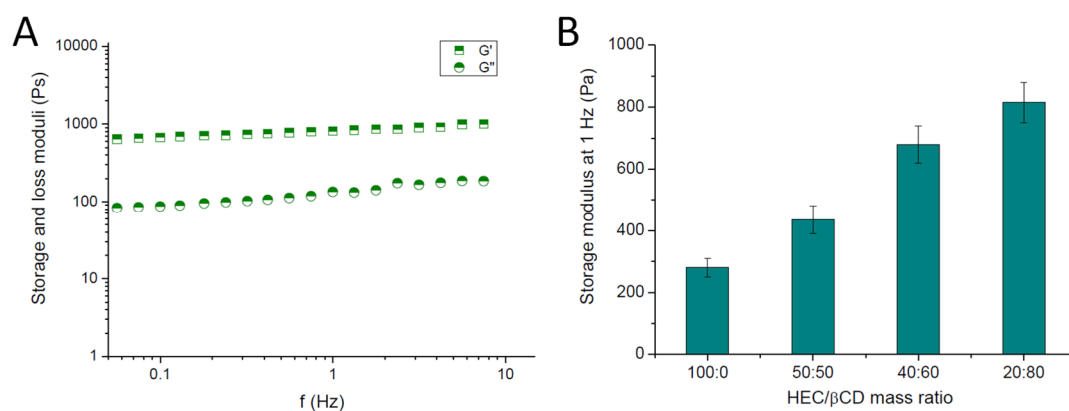 A
Storage and loss moduli (Ps)
10000
1000
100
10
1
G'
G"
0.1
1
10
f (Hz)
B
Storage modulus at 1 Hz (Pa)
1000
800
600
400
200
0
100:0
50:50
40:60
20:80
HEC/βCD mass ratio